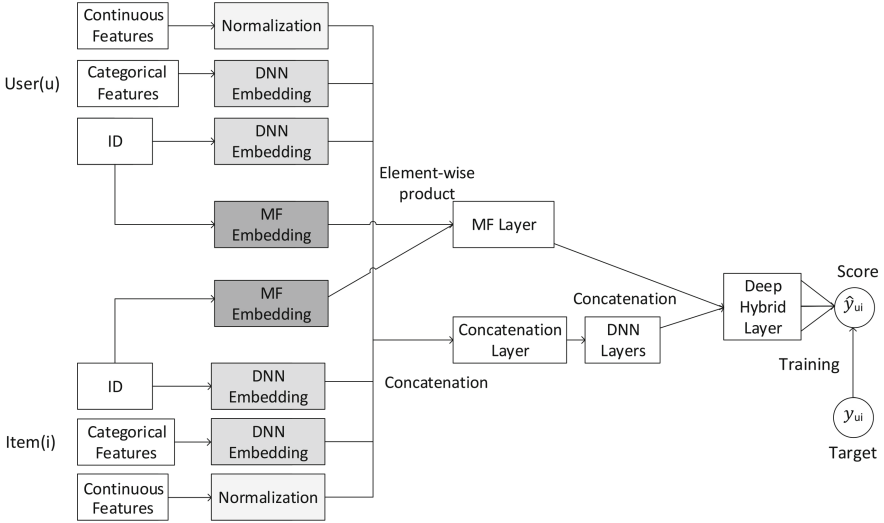 Continuous
Features
Normalization
User(u)
Categorical
Features
DNN
Embedding
ID
DNN
Embedding
MF
Embedding
Element-wise
product
MF Layer
MF
Embedding
Concatenation
Layer
DNN
Layers
Concatenation
Deep
Hybrid
Layer
Score
ŷui
Training
yui
Target
ID
DNN
Embedding
Concatenation
Item(i)
Categorical
Features
DNN
Embedding
Continuous
Features
Normalization